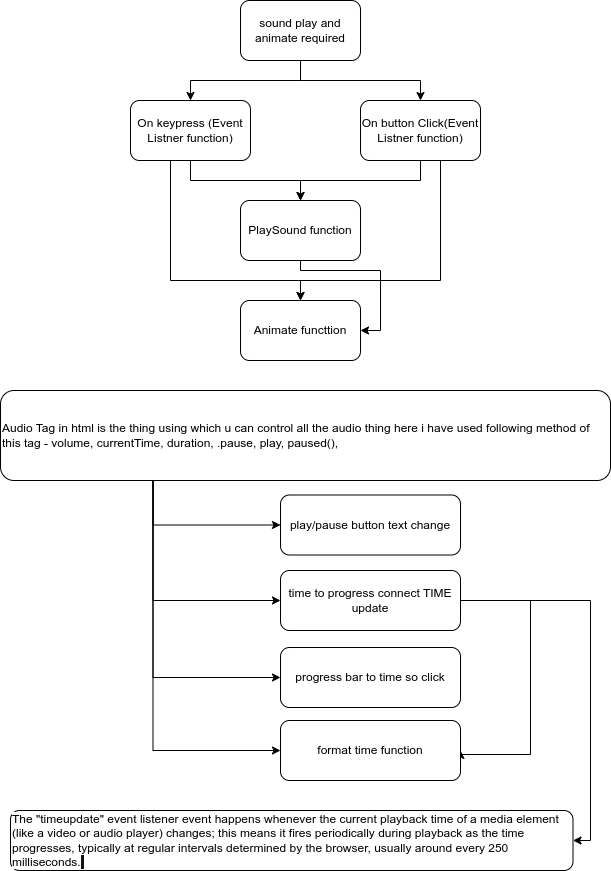 sound play and
animate required
On keypress (Event
Listner function)
On button Click(Event
Listner function)
PlaySound function
Animate functtion
Audio Tag in html is the thing using which u can control all the audio thing here i have used following method of
this tag - volume, currentTime, duration, .pause, play, paused(),
play/pause button text change
time to progress connect TIME
update
progress bar to time so click
format time function
The "timeupdate" event listener event happens whenever the current playback time of a media element
(like a video or audio player) changes; this means it fires periodically during playback as the time
progresses, typically at regular intervals determined by the browser, usually around every 250
milliseconds.